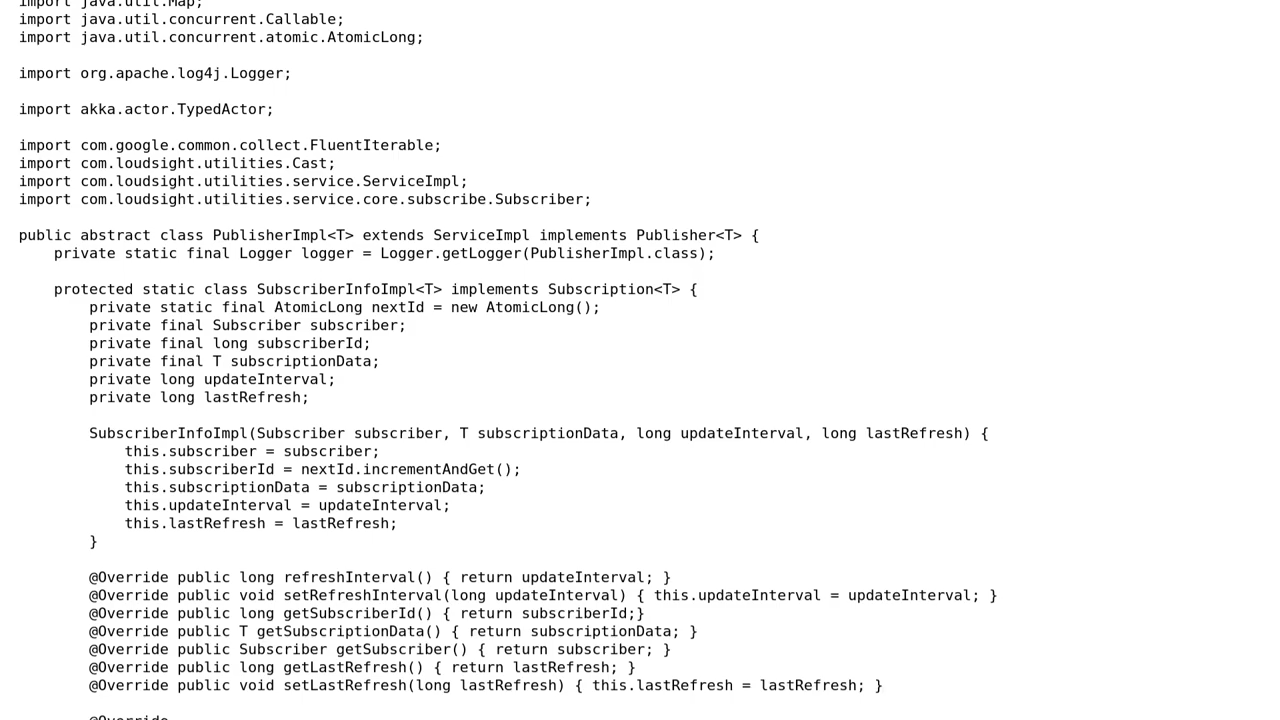 import java.util.Map;
import java.util.concurrent.Callable;
import java.util.concurrent.atomic.AtomicLong;

import org.apache.log4j.Logger;

import akka.actor.TypedActor;

import com.google.common.collect.FluentIterable;
import com.loudsight.utilities.Cast;
import com.loudsight.utilities.service.ServiceImpl;
import com.loudsight.utilities.service.core.subscribe.Subscriber;

public abstract class PublisherImpl<T> extends ServiceImpl implements Publisher<T> {
    private static final Logger logger = Logger.getLogger(PublisherImpl.class);

    protected static class SubscriberInfoImpl<T> implements Subscription<T> {
        private static final AtomicLong nextId = new AtomicLong();
        private final Subscriber subscriber;
        private final long subscriberId;
        private final T subscriptionData;
        private long updateInterval;
        private long lastRefresh;

        SubscriberInfoImpl(Subscriber subscriber, T subscriptionData, long updateInterval, long lastRefresh) {
            this.subscriber = subscriber;
            this.subscriberId = nextId.incrementAndGet();
            this.subscriptionData = subscriptionData;
            this.updateInterval = updateInterval;
            this.lastRefresh = lastRefresh;
        }

        @Override public long refreshInterval() { return updateInterval; }
        @Override public void setRefreshInterval(long updateInterval) { this.updateInterval = updateInterval; }
        @Override public long getSubscriberId() { return subscriberId;}
        @Override public T getSubscriptionData() { return subscriptionData; }
        @Override public Subscriber getSubscriber() { return subscriber; }
        @Override public long getLastRefresh() { return lastRefresh; }
        @Override public void setLastRefresh(long lastRefresh) { this.lastRefresh = lastRefresh; }

        @Override